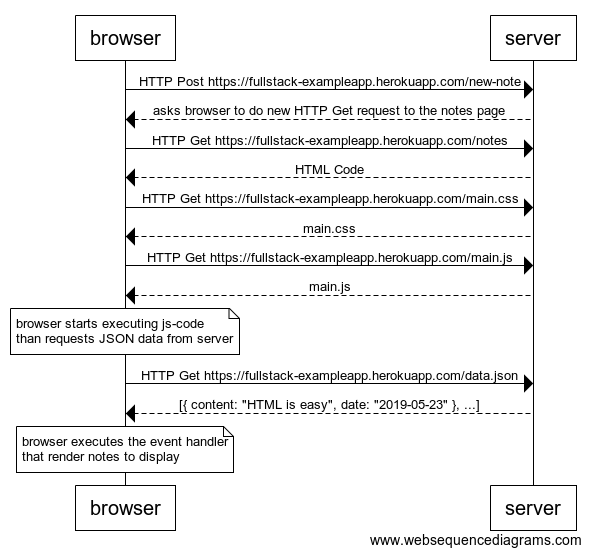 browser
server
HTTP Post https://fullstack-exampleapp.herokuapp.com/new-note
asks browser to do new HTTP Get request to the notes page
HTTP Get https://fullstack-exampleapp.herokuapp.com/notes
HTML Code
HTTP Get https://fullstack-exampleapp.herokuapp.com/main.css
main.css
HTTP Get https://fullstack-exampleapp.herokuapp.com/main.js
main.js
browser starts executing js-code
than requests JSON data from server
HTTP Get https://fullstack-exampleapp.herokuapp.com/data.json
[{ content: "HTML is easy", date: "2019-05-23" }, ...]
browser executes the event handler
that render notes to display
browser
server
www.websequencediagrams.com